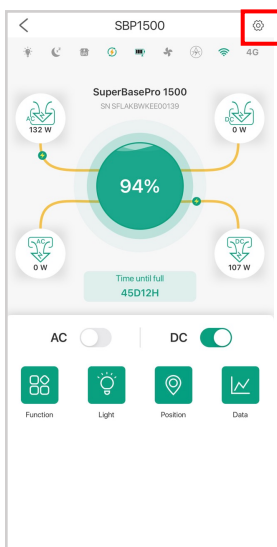 SBP1500
4G
SuperBasePro 1500
SN SFLAKBWKEE00139
AC
132 W
DC
0 W
94%
AC
0 W
DC
107 W
Time until full
45D12H
AC
DC
Function
Light
Position
Data